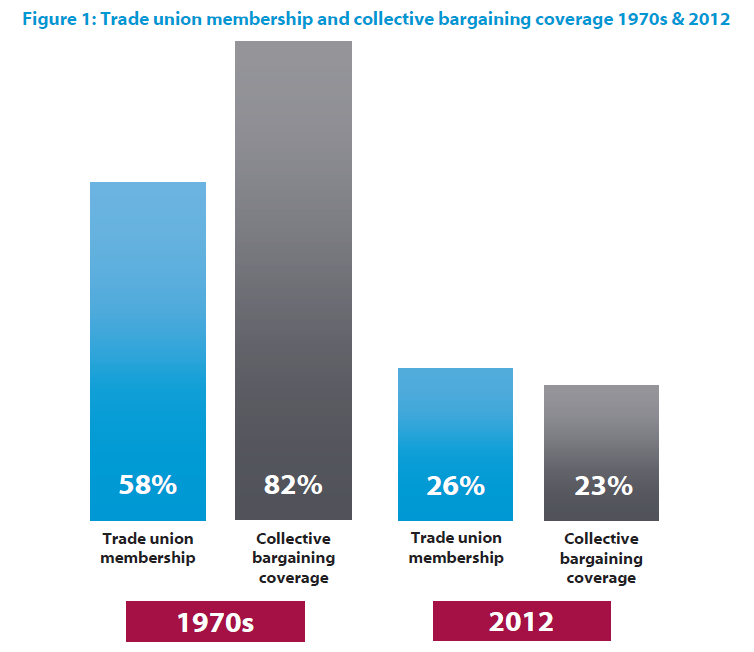 Figure 1: Trade union membership and collective bargaining coverage 1970s & 2012
58%
82%
26%
23%
Trade union
membership
Collective
bargaining
coverage
Trade union
membership
Collective
bargaining
coverage
1970s
2012